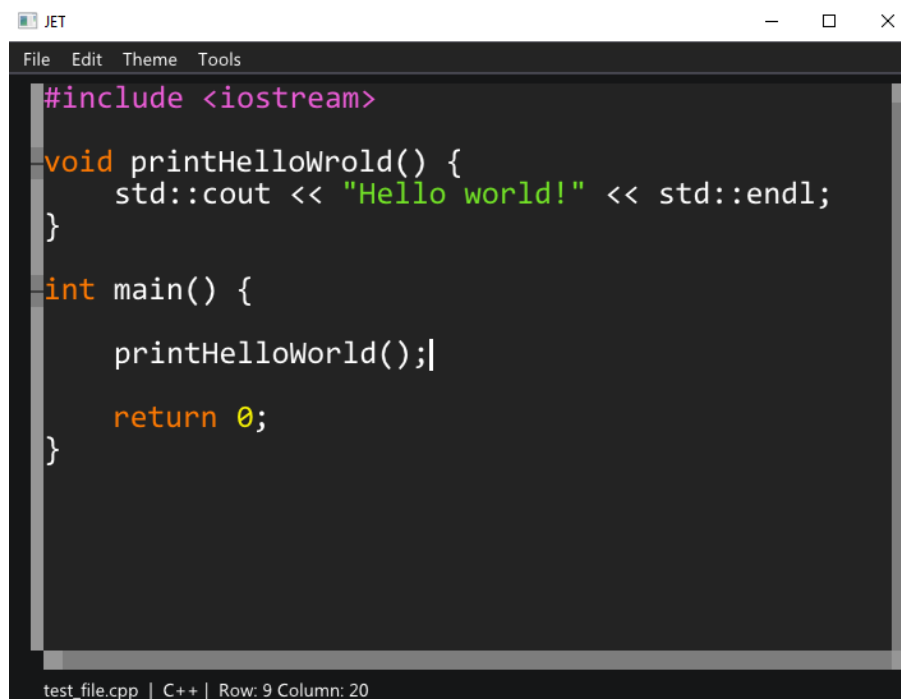 JET
File Edit Theme Tools
#include <iostream>
void printHelloWrold() {
    std::cout << "Hello world!" << std::endl;
}
int main() {
    printHelloWorld();
    return 0;
}
test_file.cpp | C++ | Row: 9 Column: 20